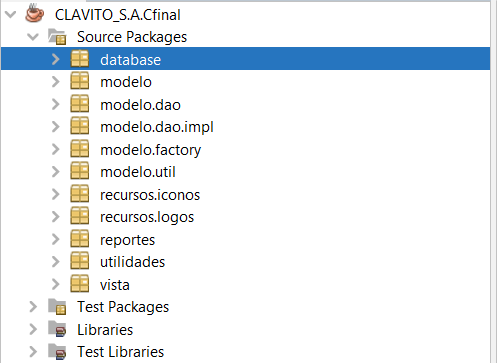 CLAVITO_S.A.Cfinal
Source Packages
database
modelo
modelo.dao
modelo.dao.impl
modelo.factory
modelo.util
recursos.iconos
recursos.logos
reportes
utilidades
vista
Test Packages
Libraries
Test Libraries